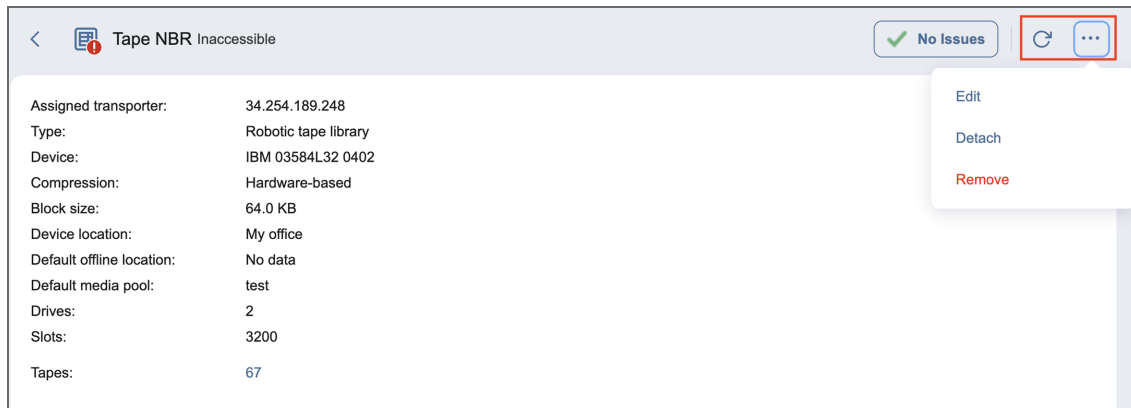 Tape NBR Inaccessible
No Issues
Edit
Detach
Remove
Assigned transporter: 34.254.189.248
Type: Robotic tape library
Device: IBM 03584L32 0402
Compression: Hardware-based
Block size: 64.0 KB
Device location: My office
Default offline location: No data
Default media pool: test
Drives: 2
Slots: 3200
Tapes: 67